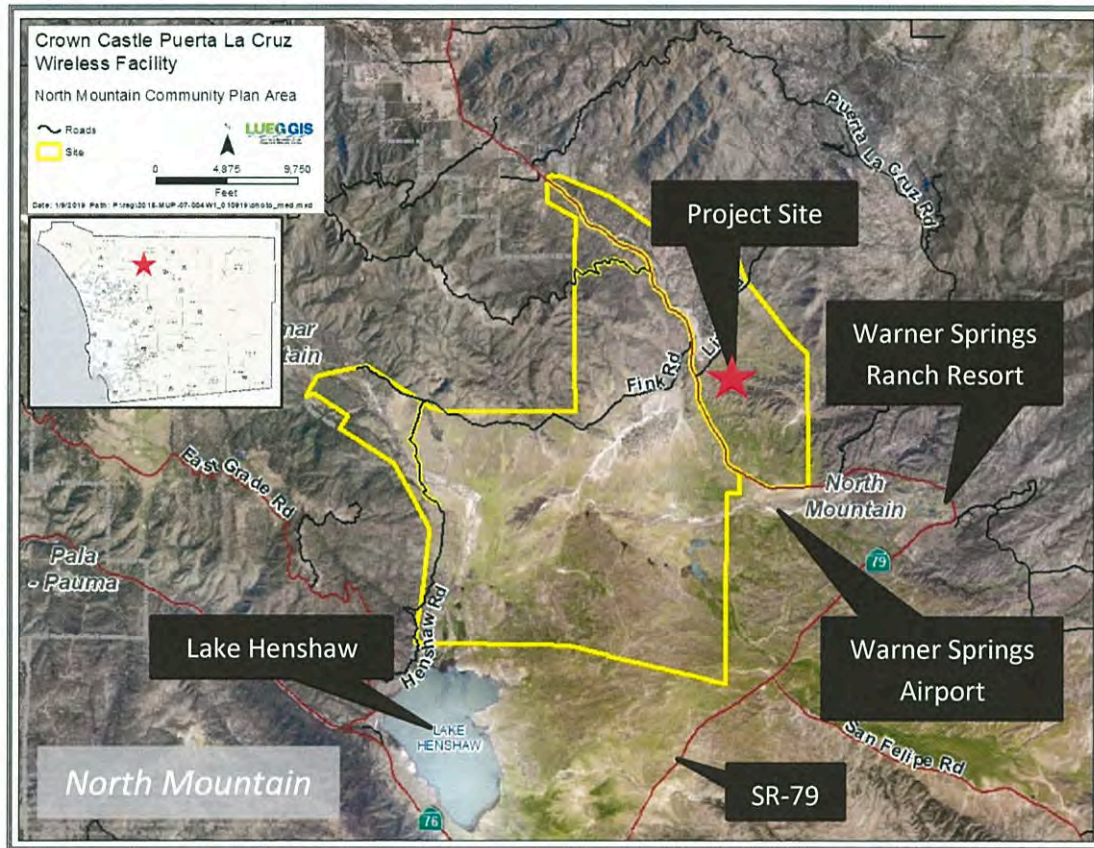 Crown Castle Puerta La Cruz
Wireless Facility
North Mountain Community Plan Area
Roads
Site
LUEGGIS
N
0 4,875 9,750
Feet
Puerta La Cruz Rd
Project Site
Warner Springs
Ranch Resort
Fink Rd
East Grade Rd
North
Mountain
79
Pala
- Pauma
Henshaw Rd
Lake Henshaw
Warner Springs
Airport
LAKE
HENSHAW
San Felipe Rd
North Mountain
SR-79
76